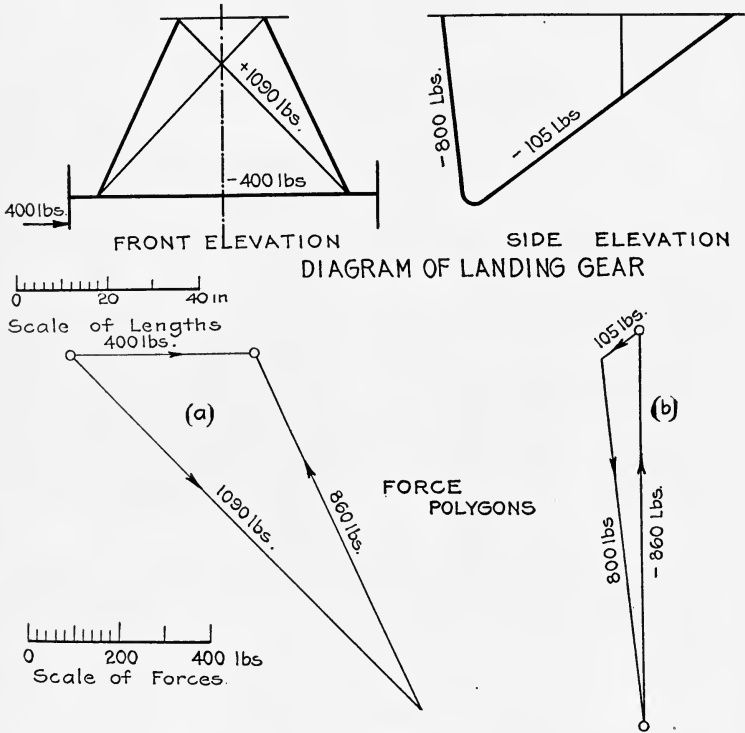 +1090 lbs.
-400 lbs
400 lbs.
FRONT ELEVATION
-800 Lbs.
- 105 Lbs
SIDE ELEVATION
DIAGRAM OF LANDING GEAR
0 20 40 in
Scale of Lengths
400 lbs.
(a)
1090 lbs.
860 lbs.
FORCE
POLYGONS
105 lbs.
(b)
800 lbs
- 860 Lbs.
0 200 400 lbs
Scale of Forces.